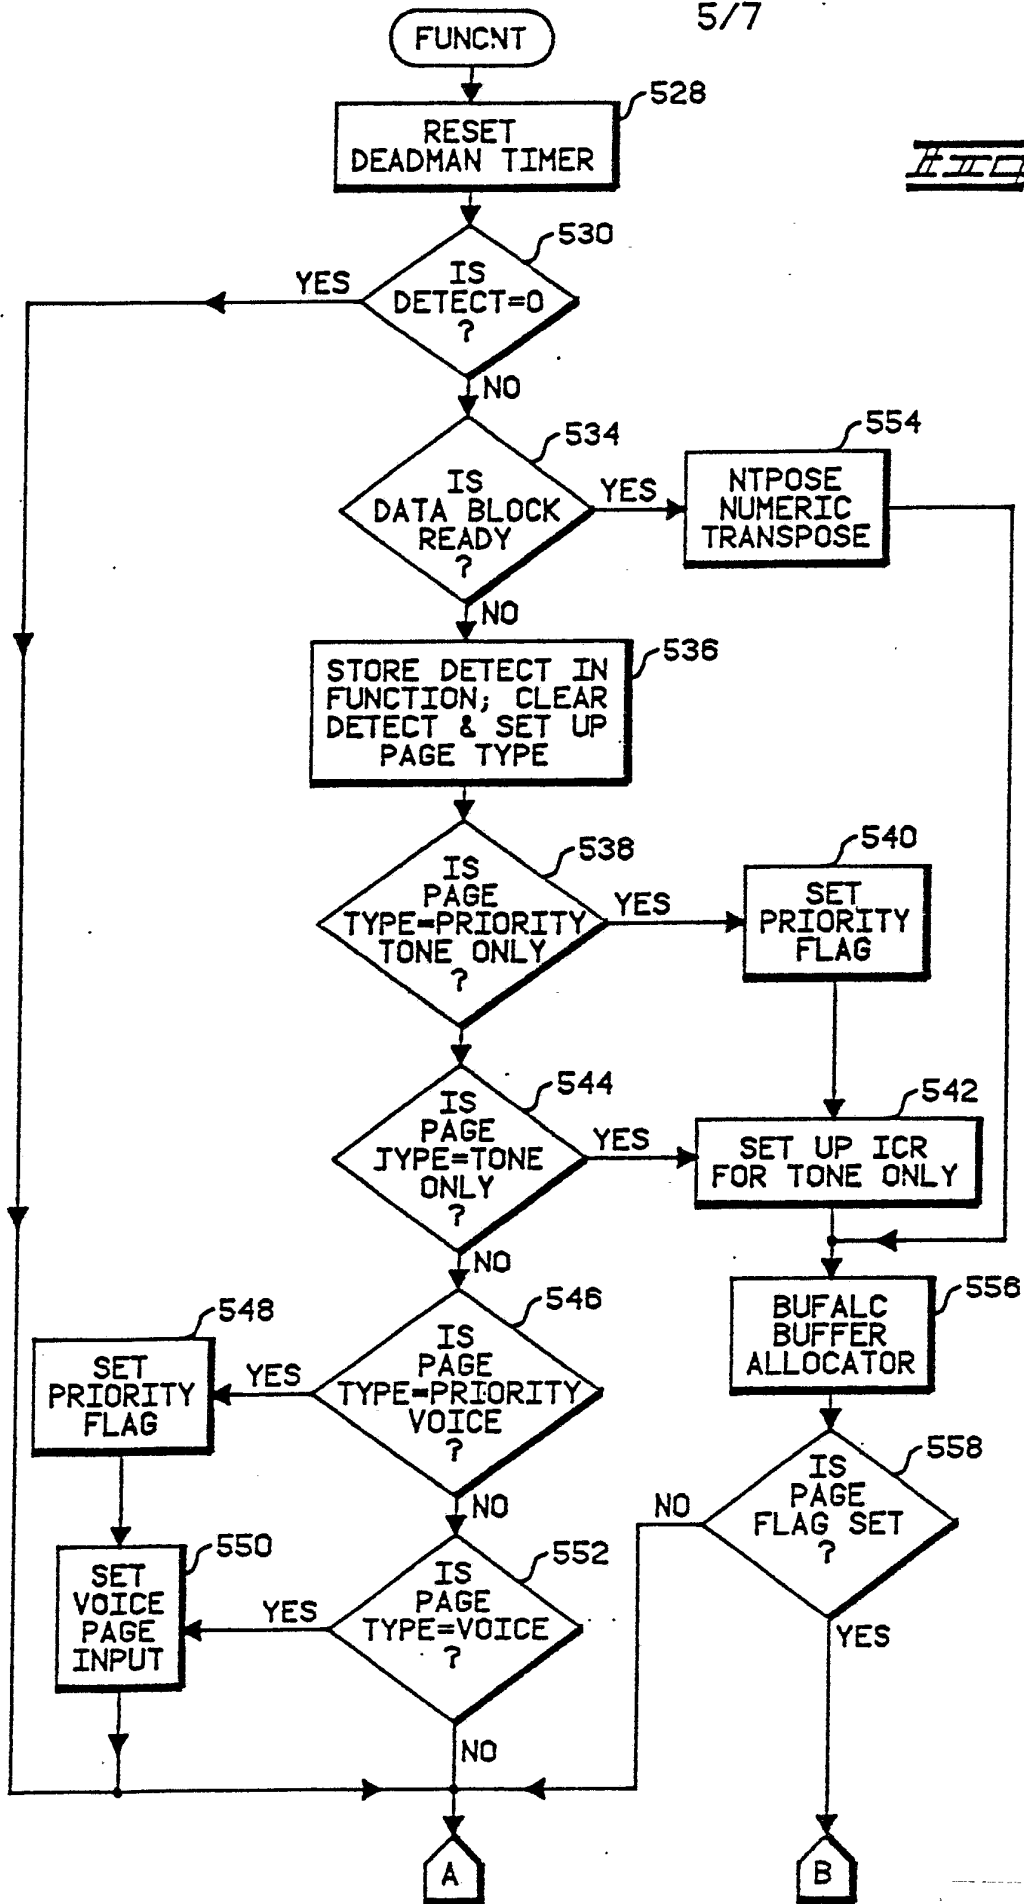 5/7
FUNCNT
528
RESET
DEADMAN TIMER
530
IS
DETECT=0
?
YES
NO
534
IS
DATA BLOCK
READY
?
YES
554
NTPOSE
NUMERIC
TRANSPOSE
NO
536
STORE DETECT IN
FUNCTION; CLEAR
DETECT & SET UP
PAGE TYPE
538
IS
PAGE
TYPE=PRIORITY
TONE ONLY
?
YES
540
SET
PRIORITY
FLAG
544
IS
PAGE
TYPE=TONE
ONLY
?
YES
542
SET UP ICR
FOR TONE ONLY
NO
546
IS
PAGE
TYPE=PRIORITY
VOICE
?
YES
548
SET
PRIORITY
FLAG
556
BUFALC
BUFFER
ALLOCATOR
NO
552
IS
PAGE
TYPE=VOICE
?
YES
550
SET
VOICE
PAGE
INPUT
558
IS
PAGE
FLAG SET
?
NO
YES
NO
A
B